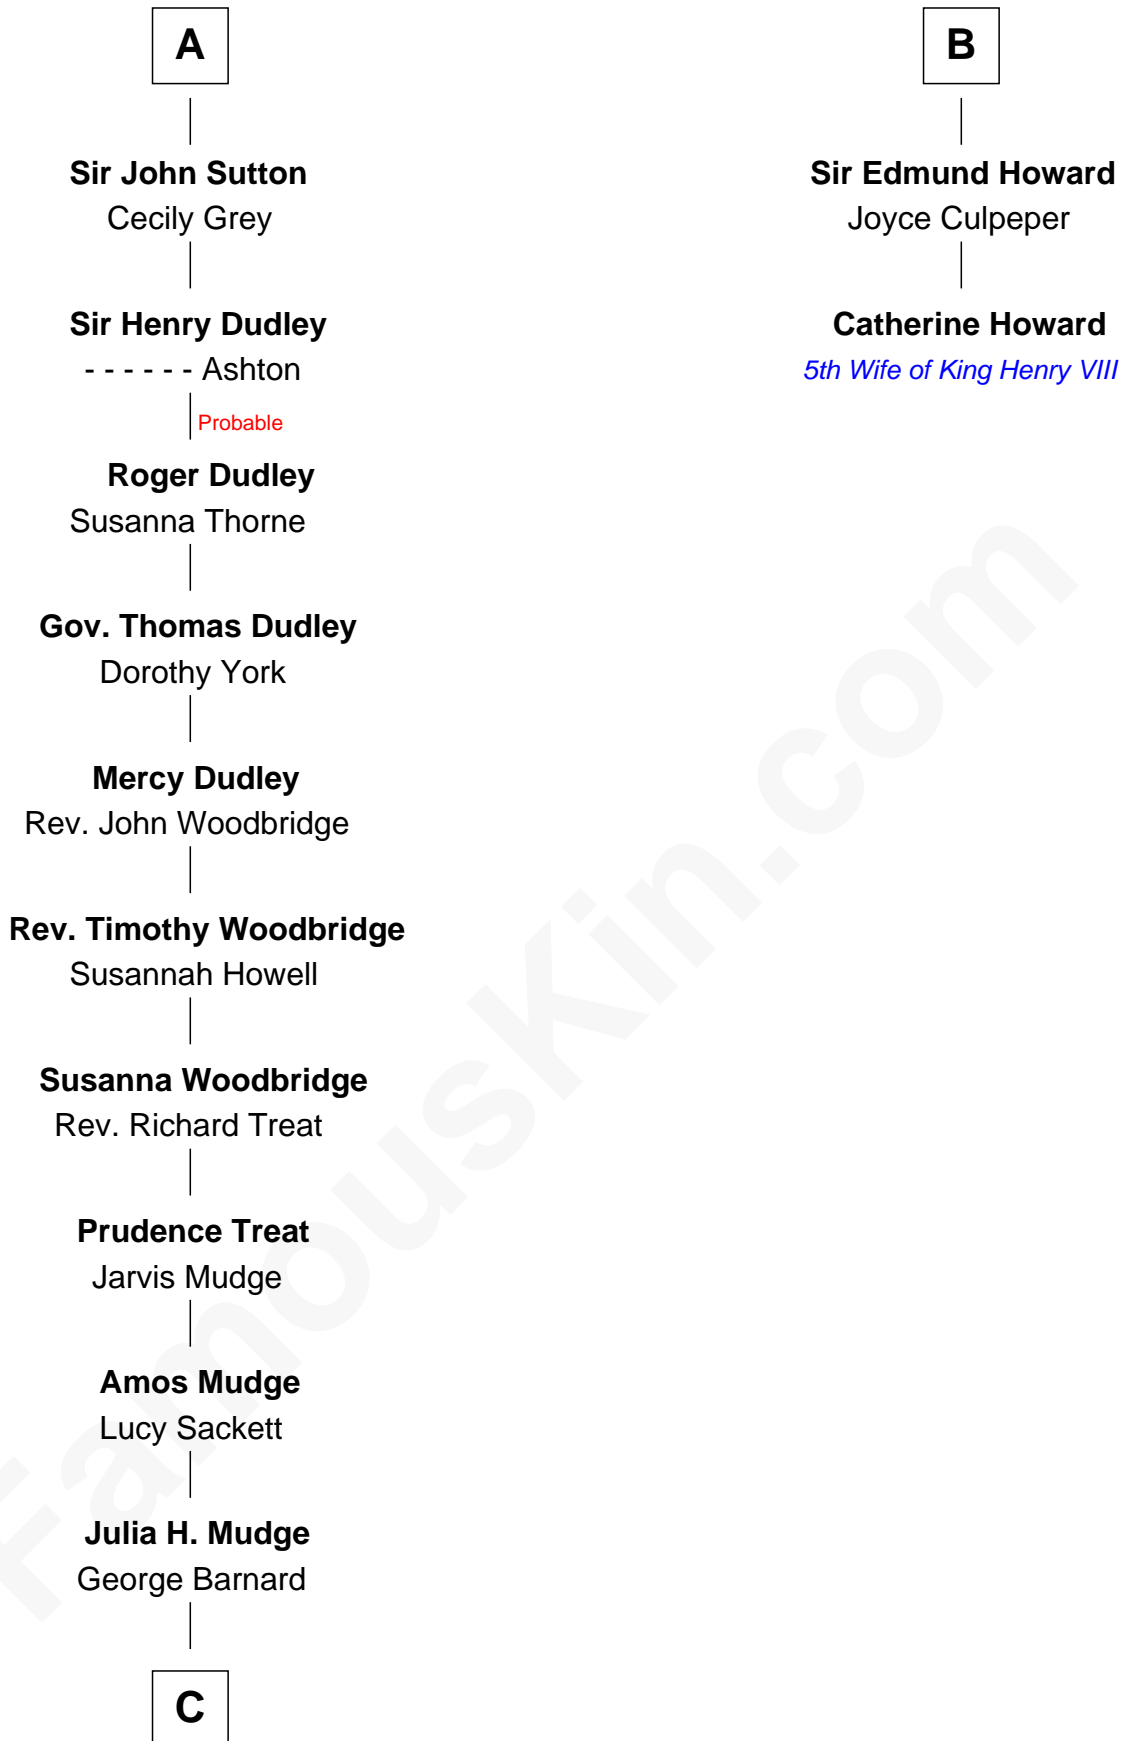 A
Sir John Sutton
Cecily Grey
Sir Henry Dudley
- - - - - - Ashton
Probable
Roger Dudley
Susanna Thorne
Gov. Thomas Dudley
Dorothy York
Mercy Dudley
Rev. John Woodbridge
Rev. Timothy Woodbridge
Susannah Howell
Susanna Woodbridge
Rev. Richard Treat
Prudence Treat
Jarvis Mudge
Amos Mudge
Lucy Sackett
Julia H. Mudge
George Barnard
C
B
Sir Edmund Howard
Joyce Culpeper
Catherine Howard
5th Wife of King Henry VIII
FamousKin.com